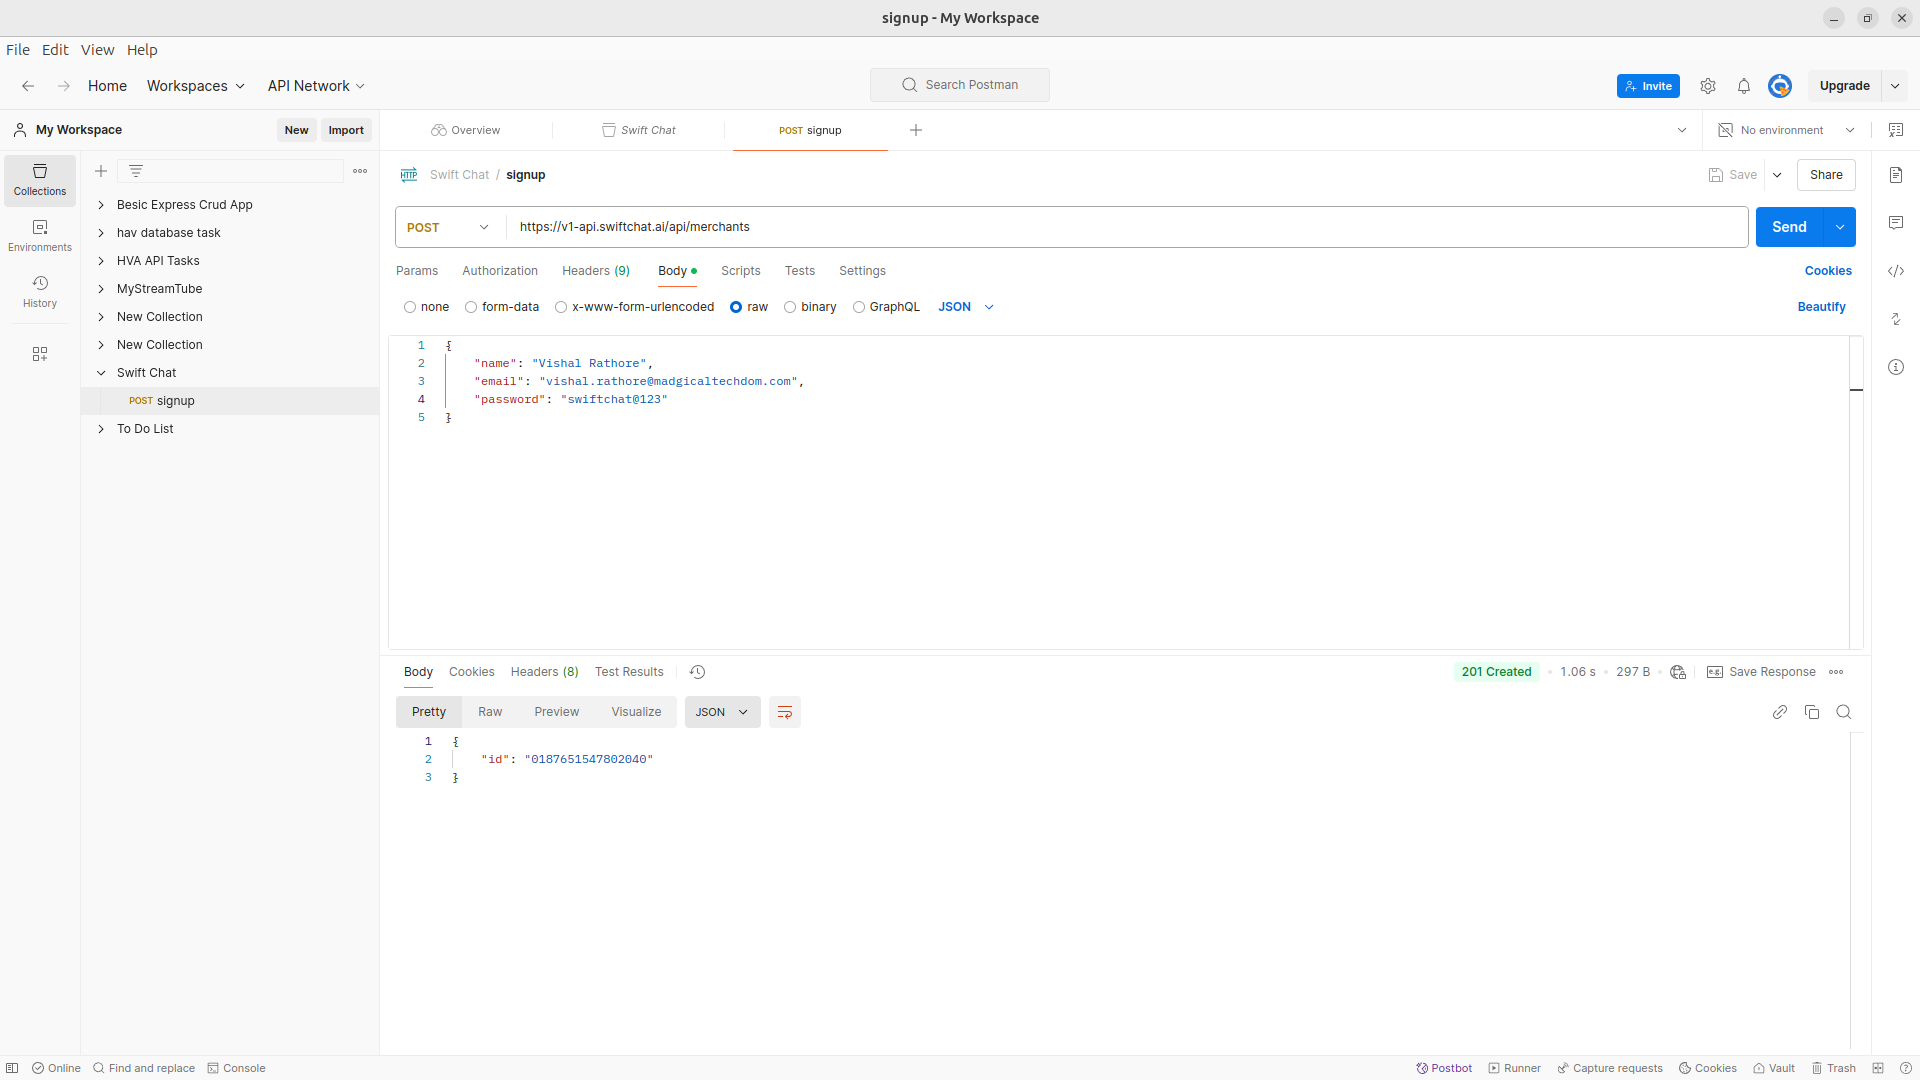 signup - My Workspace
File Edit View Help
Home Workspaces API Network Search Postman Invite Upgrade
My Workspace New Import Overview Swift Chat POST signup No environment
Collections
Environments
History
Besic Express Crud App
hav database task
HVA API Tasks
MyStreamTube
New Collection
New Collection
Swift Chat
POST signup
To Do List
HTTP Swift Chat / signup Save Share
POST https://v1-api.swiftchat.ai/api/merchants Send
Params Authorization Headers (9) Body Scripts Tests Settings Cookies
none form-data x-www-form-urlencoded raw binary GraphQL JSON Beautify
1 {
2 "name": "Vishal Rathore",
3 "email": "vishal.rathore@madgicaltechdom.com",
4 "password": "swiftchat@123"
5 }
Body Cookies Headers (8) Test Results 201 Created 1.06 s 297 B e.g. Save Response
Pretty Raw Preview Visualize JSON
1 {
2 "id": "0187651547802040"
3 }
Online Find and replace Console Postbot Runner Capture requests Cookies Vault Trash